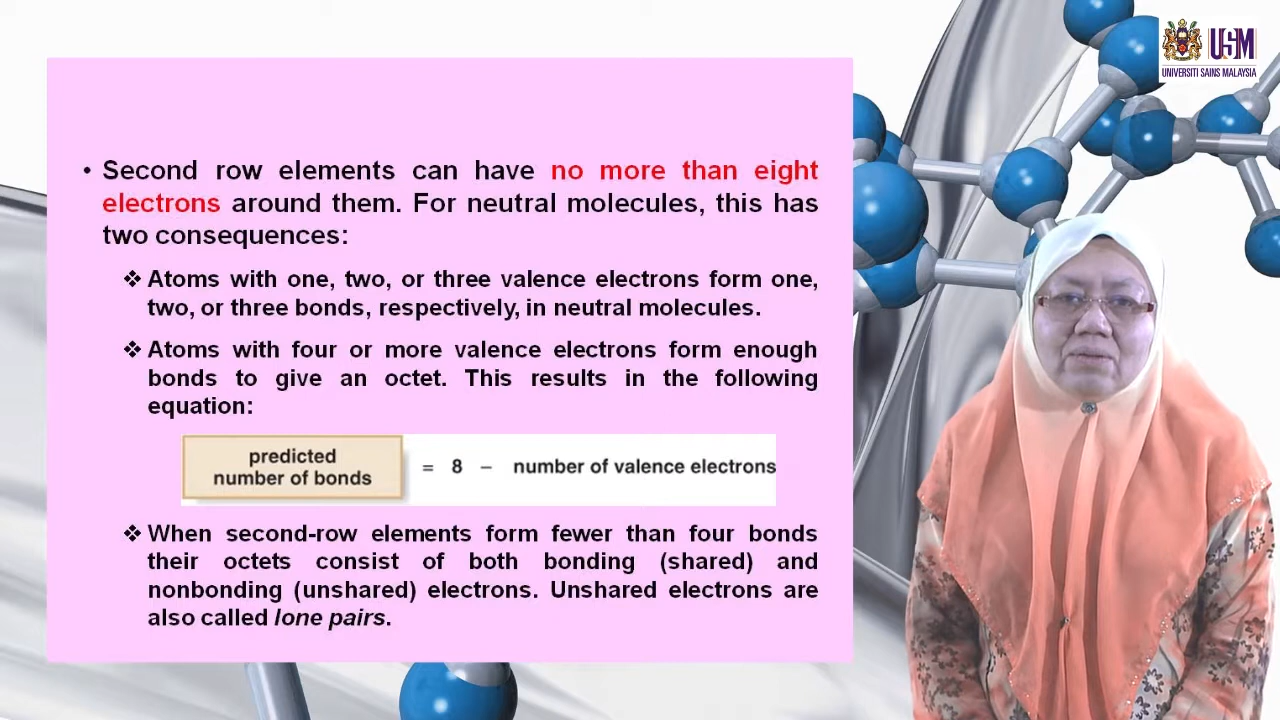 USM
UNIVERSITI SAINS MALAYSIA
• Second row elements can have no more than eight
electrons around them. For neutral molecules, this has
two consequences:
❖ Atoms with one, two, or three valence electrons form one,
two, or three bonds, respectively, in neutral molecules.
❖ Atoms with four or more valence electrons form enough
bonds to give an octet. This results in the following
equation:
predicted
number of bonds = 8 – number of valence electrons
❖ When second-row elements form fewer than four bonds
their octets consist of both bonding (shared) and
nonbonding (unshared) electrons. Unshared electrons are
also called lone pairs.